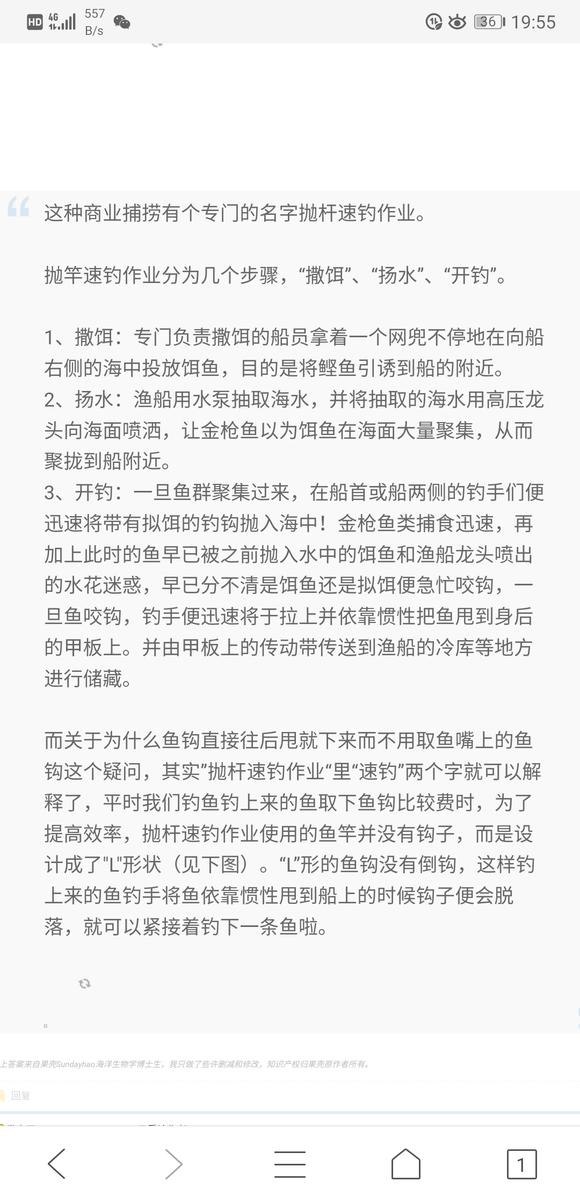 HD 4G 557 B/s 36 19:55
“
这种商业捕捞有个专门的名字抛杆速钓作业。
抛竿速钓作业分为几个步骤，“撒饵”、“扬水”、“开钓”。
1、撒饵：专门负责撒饵的船员拿着一个网兜不停地在向船
右侧的海中投放饵鱼，目的是将鲣鱼引诱到船的附近。
2、扬水：渔船用水泵抽取海水，并将抽取的海水用高压龙
头向海面喷洒，让金枪鱼以为饵鱼在海面大量聚集，从而
聚拢到船附近。
3、开钓：一旦鱼群聚集过来，在船首或船两侧的钓手们便
迅速将带有拟饵的钓钩抛入海中！金枪鱼类捕食迅速，再
加上此时的鱼早已被之前抛入水中的饵鱼和渔船龙头喷出
的水花迷惑，早已分不清是饵鱼还是拟饵便急忙咬钩，一
旦鱼咬钩，钓手便迅速将于拉上并依靠惯性把鱼甩到身后
的甲板上。并由甲板上的传动带传送到渔船的冷库等地方
进行储藏。
而关于为什么鱼钩直接往后甩就下来而不用取鱼嘴上的鱼
钩这个疑问，其实”抛杆速钓作业“里“速钓”两个字就可以解
释了，平时我们钓鱼钓上来的鱼取下鱼钩比较费时，为了
提高效率，抛杆速钓作业使用的鱼竿并没有钩子，而是设
计成了"L"形状（见下图）。“L”形的鱼钩没有倒钩，这样钓
上来的鱼钓手将鱼依靠惯性甩到船上的时候钩子便会脱
落，就可以紧接着钓下一条鱼啦。
上答案来自果壳Sundayhao海洋生物学博士生，我只做了些许删减和修改，知识产权归果壳原作者所有。
回复
1